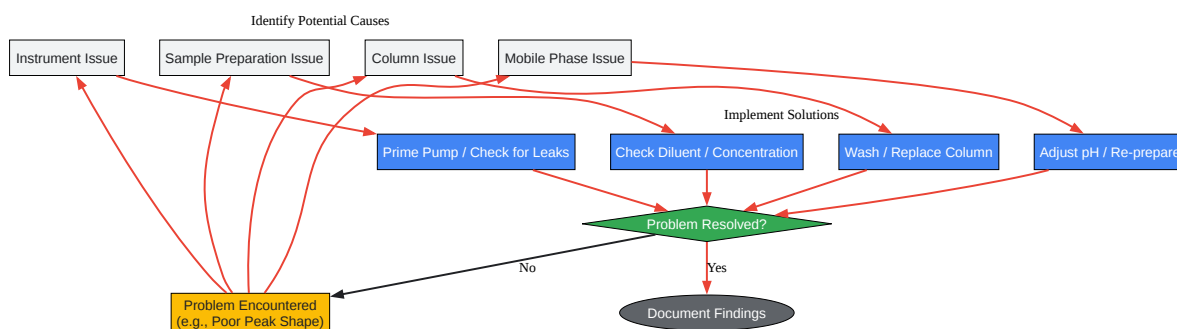 Identify Potential Causes
Instrument Issue
Sample Preparation Issue
Column Issue
Mobile Phase Issue
Implement Solutions
Prime Pump / Check for Leaks
Check Diluent / Concentration
Wash / Replace Column
Adjust pH / Re-prepare
Problem Resolved?
No
Yes
Problem Encountered
(e.g., Poor Peak Shape)
Document Findings